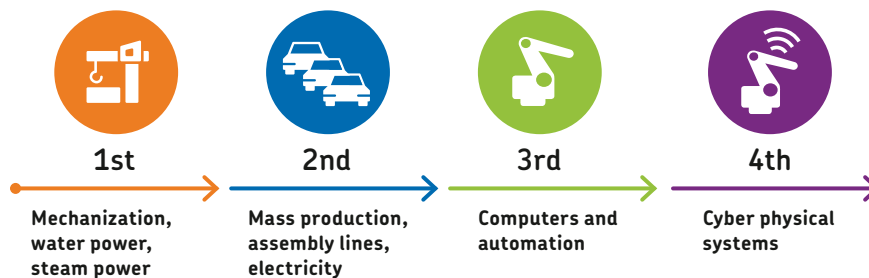 1st
Mechanization,
water power,
steam power
2nd
Mass production,
assembly lines,
electricity
3rd
Computers and
automation
4th
Cyber physical
systems